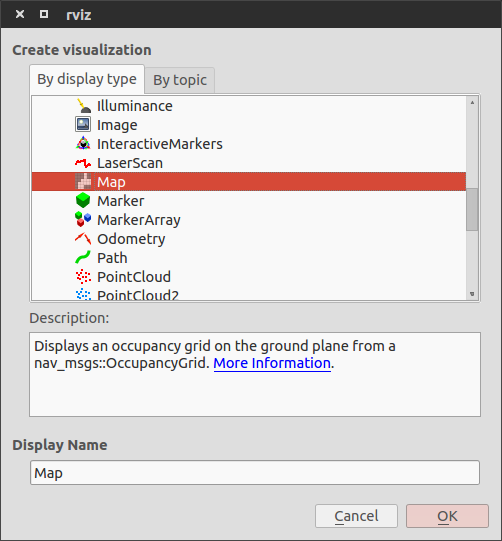 rviz
Create visualization
By display type
By topic
Illuminance
Image
InteractiveMarkers
LaserScan
Map
Marker
MarkerArray
Odometry
Path
PointCloud
PointCloud2
Description:
Displays an occupancy grid on the ground plane from a
nav_msgs::OccupancyGrid. More Information.
Display Name
Map
Cancel
OK